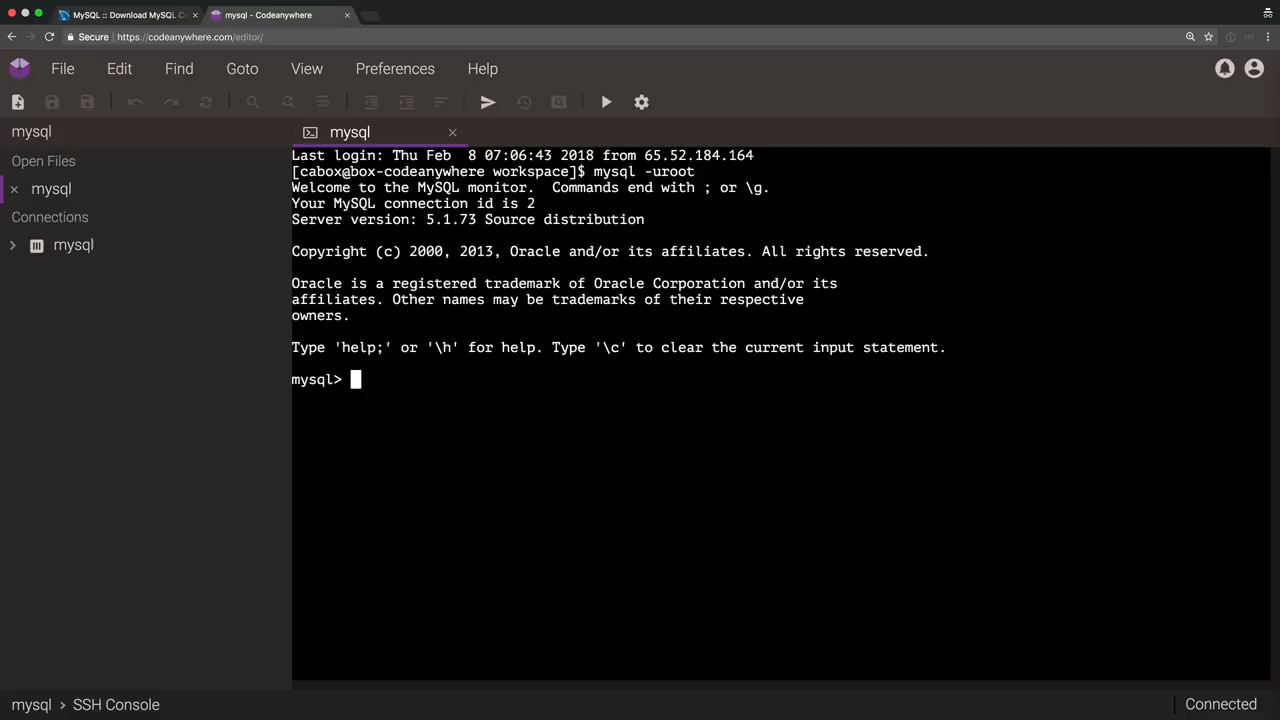 MySQL :: Download MySQL C
mysql - Codeanywhere
Secure
https://codeanywhere.com/editor/
File Edit Find Goto View Preferences Help
mysql
mysql
Open Files
mysql
Connections
mysql
Last login: Thu Feb  8 07:06:43 2018 from 65.52.184.164
[cabox@box-codeanywhere workspace]$ mysql -uroot
Welcome to the MySQL monitor.  Commands end with ; or \g.
Your MySQL connection id is 2
Server version: 5.1.73 Source distribution
Copyright (c) 2000, 2013, Oracle and/or its affiliates. All rights reserved.
Oracle is a registered trademark of Oracle Corporation and/or its
affiliates. Other names may be trademarks of their respective
owners.
Type 'help;' or '\h' for help. Type '\c' to clear the current input statement.
mysql>
mysql > SSH Console
Connected